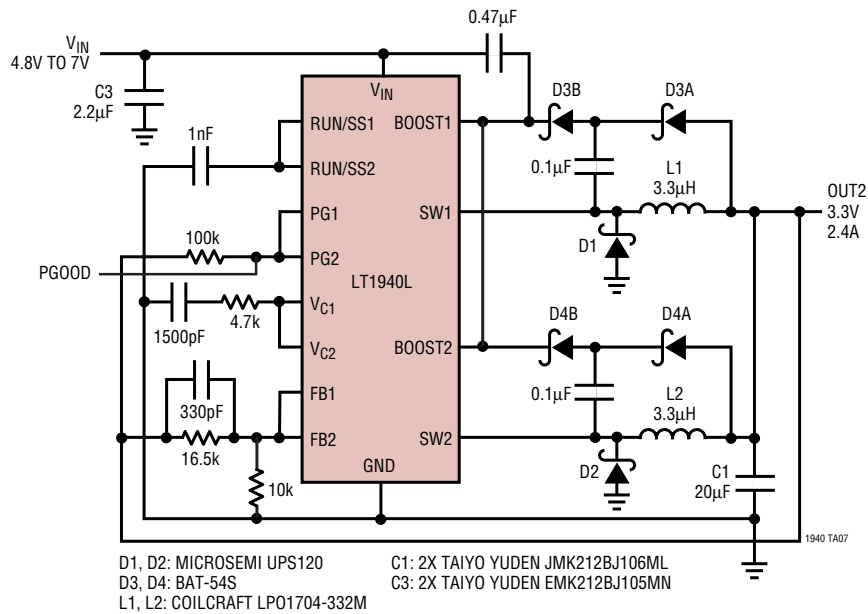 0.47µF
VIN
4.8V TO 7V
C3
2.2µF
VIN
D3B
D3A
RUN/SS1
BOOST1
1nF
RUN/SS2
0.1µF
L1
3.3µH
OUT2
3.3V
2.4A
PG1
SW1
100k
PG2
D1
PGOOD
LT1940L
VC1
4.7k
1500pF
VC2
BOOST2
D4B
D4A
330pF
FB1
0.1µF
L2
3.3µH
16.5k
FB2
SW2
GND
D2
C1
20µF
10k
1940 TA07
D1, D2: MICROSEMI UPS120
D3, D4: BAT-54S
L1, L2: COILCRAFT LPO1704-332M
C1: 2X TAIYO YUDEN JMK212BJ106ML
C3: 2X TAIYO YUDEN EMK212BJ105MN